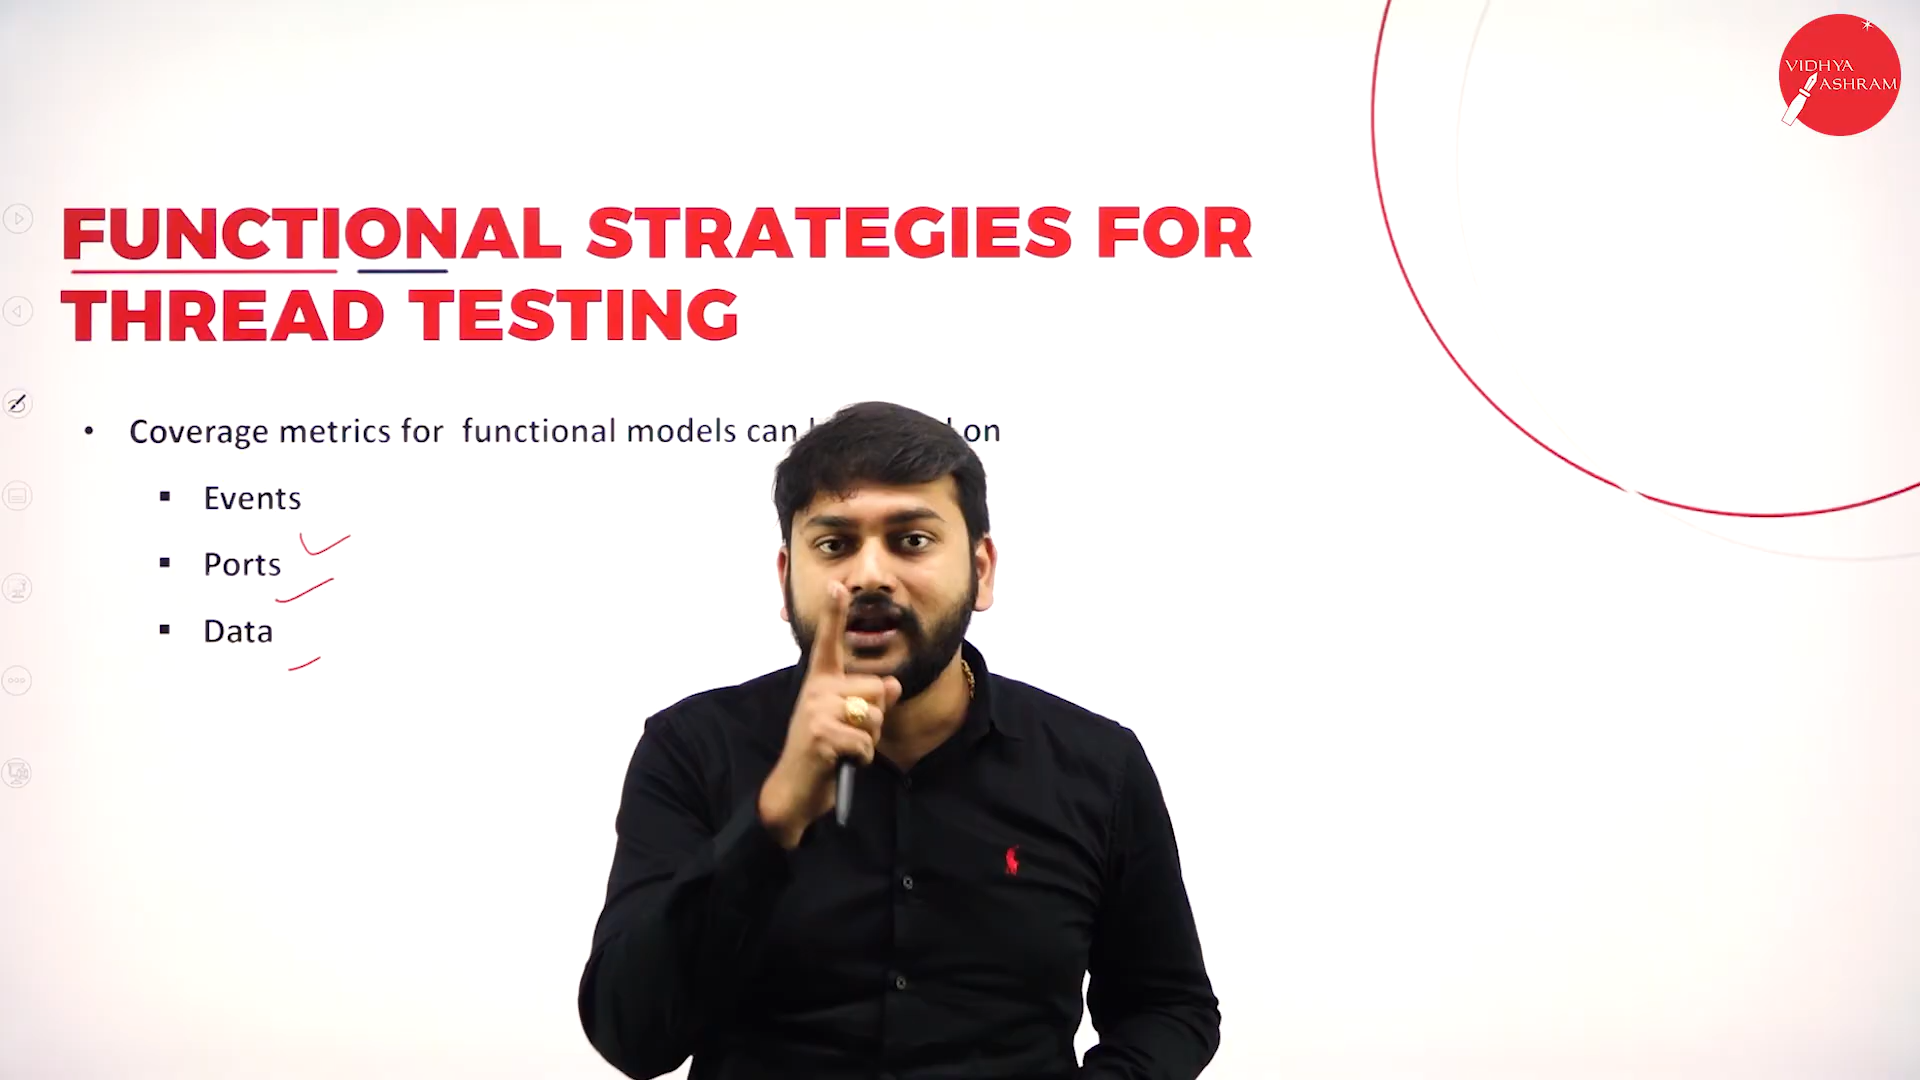 VIDHYA
ASHRAM
FUNCTIONAL STRATEGIES FOR
THREAD TESTING
• Coverage metrics for functional models can on
▪ Events
▪ Ports
▪ Data